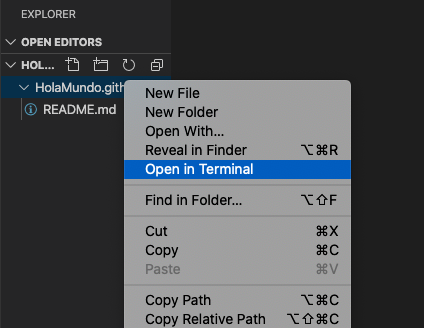 EXPLORER
OPEN EDITORS
HOL...
HolaMundo.gith
README.md
New File
New Folder
Open With...
Reveal in Finder ⌥⌘R
Open in Terminal
Find in Folder... ⌥⇧F
Cut ⌘X
Copy ⌘C
Paste ⌘V
Copy Path ⌥⌘C
Copy Relative Path ⌥⇧⌘C